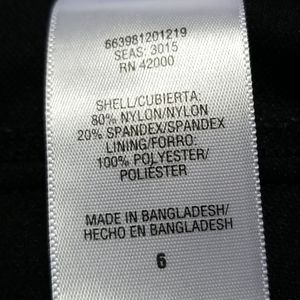 663981201219
SEAS: 3015
RN 42000
SHELL/CUBIERTA:
80% NYLON/NYLON
20% SPANDEX/SPANDEX
LINING/FORRO:
100% POLYESTER/
POLIÉSTER
MADE IN BANGLADESH/
HECHO EN BANGLADESH
6